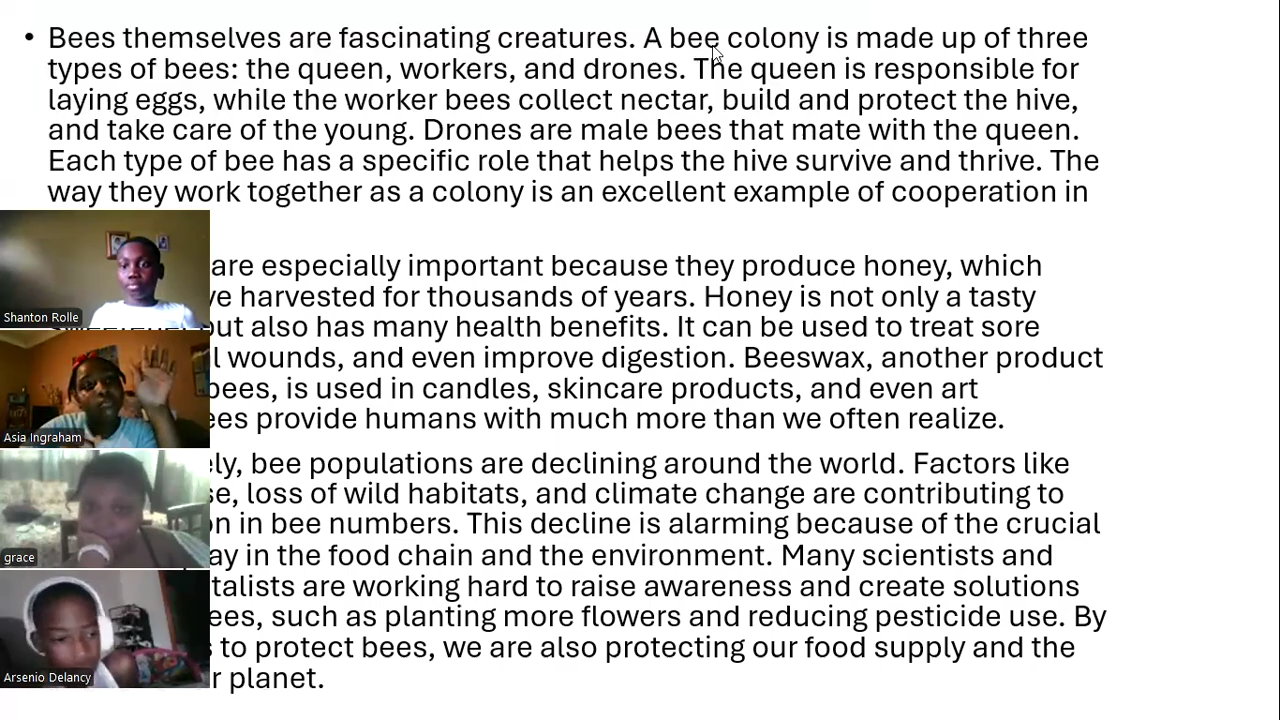 • Bees themselves are fascinating creatures. A bee colony is made up of three
types of bees: the queen, workers, and drones. The queen is responsible for
laying eggs, while the worker bees collect nectar, build and protect the hive,
and take care of the young. Drones are male bees that mate with the queen.
Each type of bee has a specific role that helps the hive survive and thrive. The
way they work together as a colony is an excellent example of cooperation in
are especially important because they produce honey, which
harvested for thousands of years. Honey is not only a tasty
but also has many health benefits. It can be used to treat sore
wounds, and even improve digestion. Beeswax, another product
bees, is used in candles, skincare products, and even art
provide humans with much more than we often realize.
bee populations are declining around the world. Factors like
loss of wild habitats, and climate change are contributing to
in bee numbers. This decline is alarming because of the crucial
in the food chain and the environment. Many scientists and
are working hard to raise awareness and create solutions
such as planting more flowers and reducing pesticide use. By
to protect bees, we are also protecting our food supply and the
planet.
Shanton Rolle
Asia Ingraham
grace
Arsenio Delancy